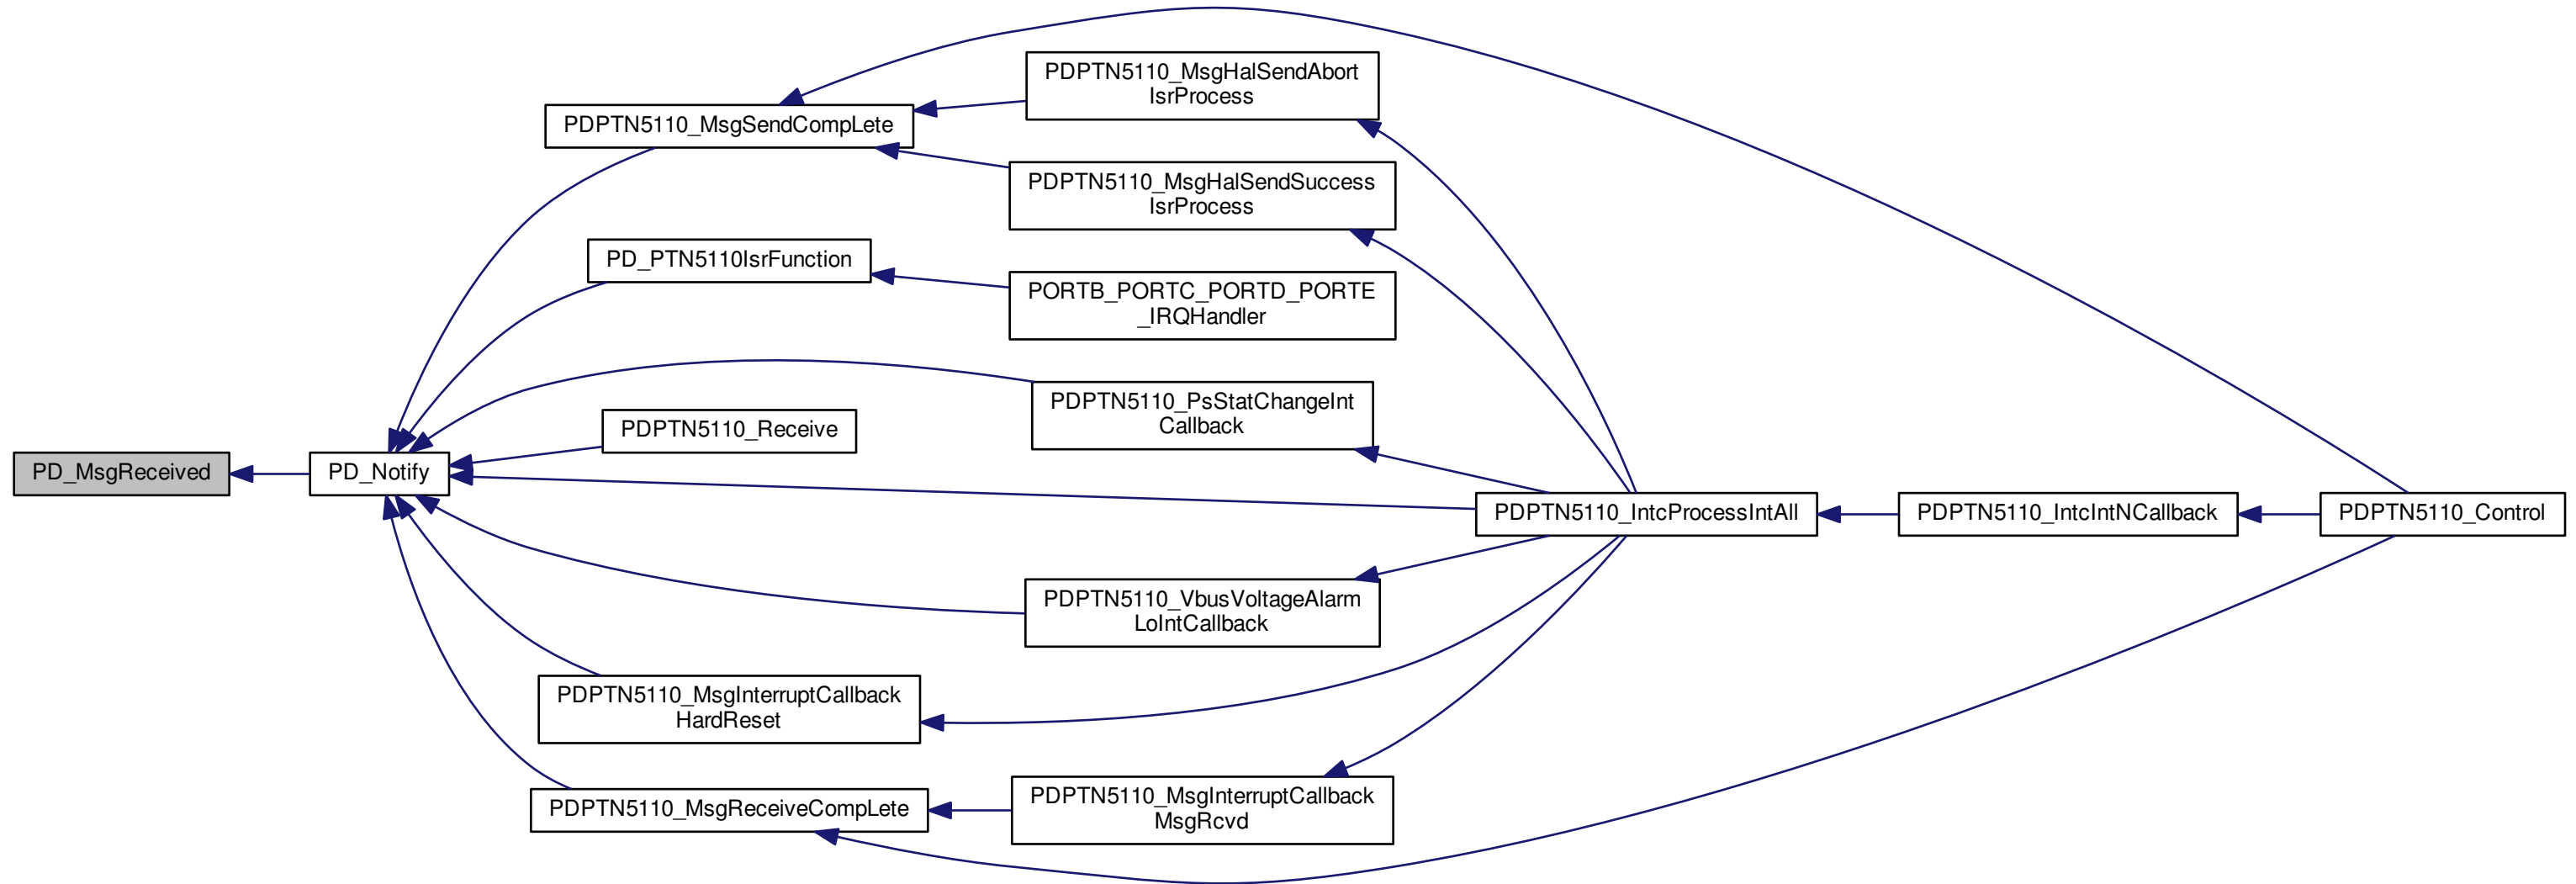 PDPTN5110_MsgHalSendAbort
IsrProcess
PDPTN5110_MsgSendCompLete
PDPTN5110_MsgHalSendSuccess
IsrProcess
PD_PTN5110IsrFunction
PORTB_PORTC_PORTD_PORTE
_IRQHandler
PDPTN5110_PsStatChangeInt
Callback
PDPTN5110_Receive
PD_MsgReceived
PD_Notify
PDPTN5110_IntcProcessIntAll
PDPTN5110_IntcIntNCallback
PDPTN5110_Control
PDPTN5110_VbusVoltageAlarm
LoIntCallback
PDPTN5110_MsgInterruptCallback
HardReset
PDPTN5110_MsgReceiveCompLete
PDPTN5110_MsgInterruptCallback
MsgRcvd